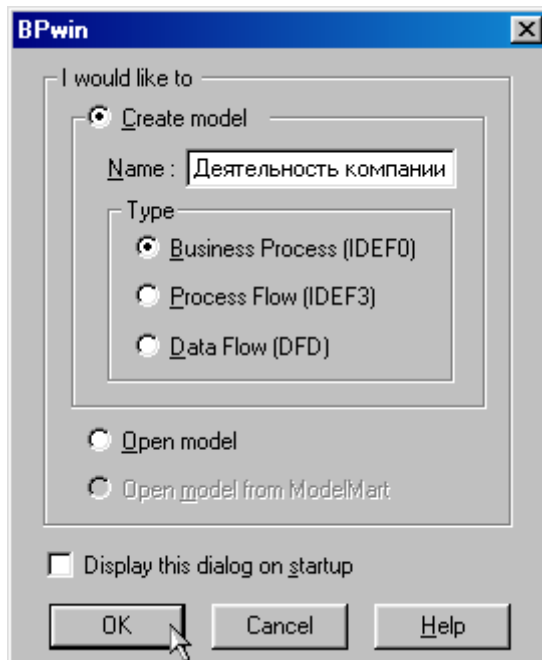 BPwin
I would like to
Create model
Name : Деятельность компании
Type
Business Process (IDEF0)
Process Flow (IDEF3)
Data Flow (DFD)
Open model
Open model from ModelMart
Display this dialog on startup
OK Cancel Help